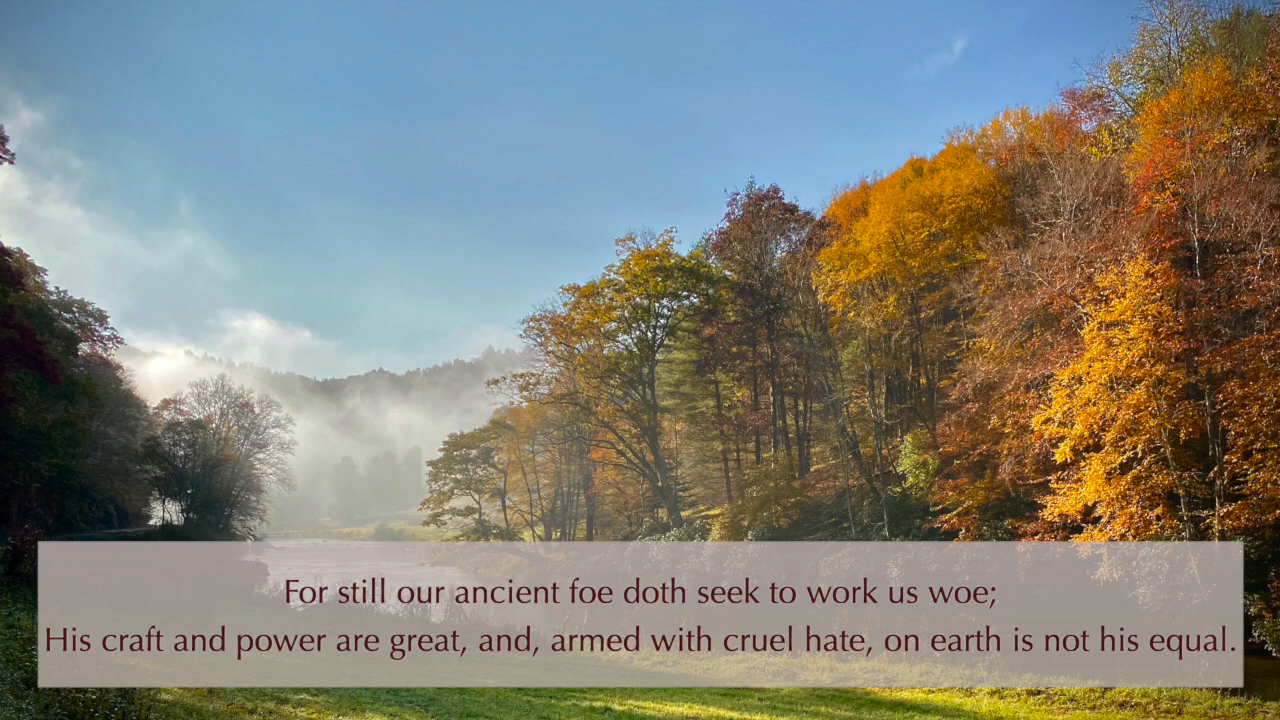 For still our ancient foe doth seek to work us woe;
His craft and power are great, and, armed with cruel hate, on earth is not his equal.